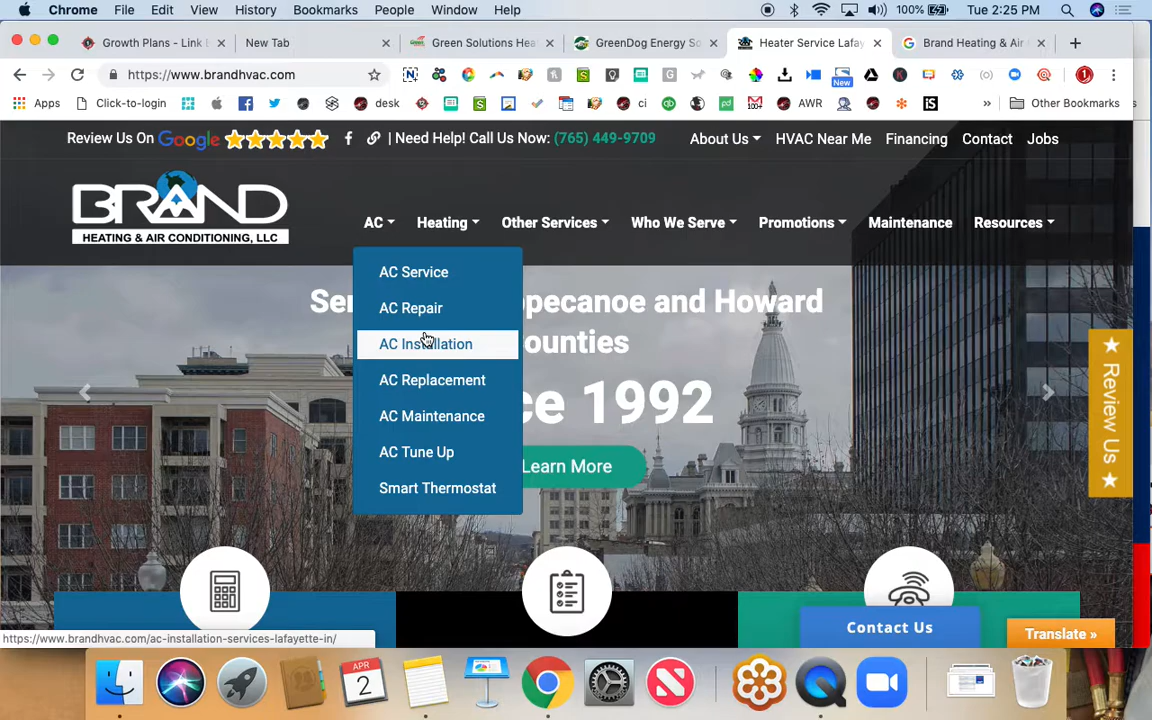 Chrome File Edit View History Bookmarks People Window Help 100% Tue 2:25 PM
Growth Plans - Link B × New Tab × Green Solutions Hea × GreenDog Energy So × Heater Service Lafay × Brand Heating & Air × +
https://www.brandhvac.com
New 1
Apps Click-to-login desk ci 100+ AWR iS » Other Bookmarks
Review Us On Google | Need Help! Call Us Now: (765) 449-9709 About Us HVAC Near Me Financing Contact Jobs
BRAND
HEATING & AIR CONDITIONING, LLC
AC Heating Other Services Who We Serve Promotions Maintenance Resources
AC Service
AC Repair
AC Installation
AC Replacement
AC Maintenance
AC Tune Up
Smart Thermostat
Howard
1992
Learn More
★ Review Us ★
Contact Us
Translate »
https://www.brandhvac.com/ac-installation-services-lafayette-in/
APR
2